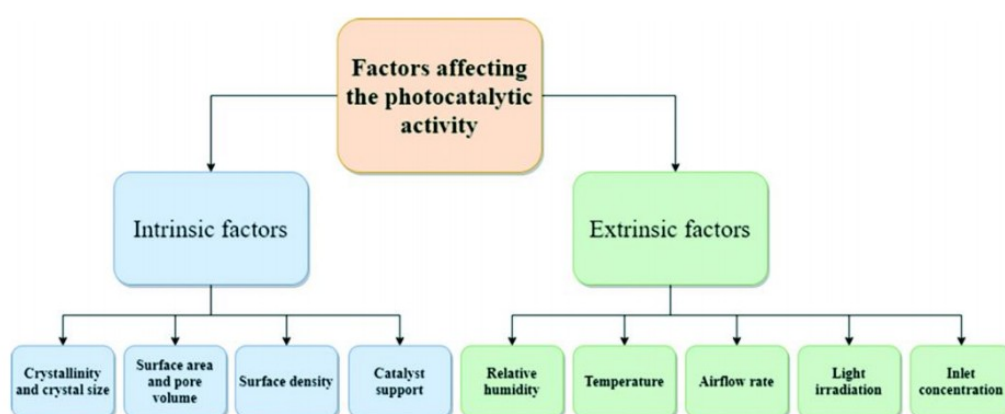 Factors affecting
the photocatalytic
activity
Intrinsic factors
Extrinsic factors
Crystallinity
and crystal size
Surface area
and pore
volume
Surface density
Catalyst
support
Relative
humidity
Temperature
Airflow rate
Light
irradiation
Inlet
concentration